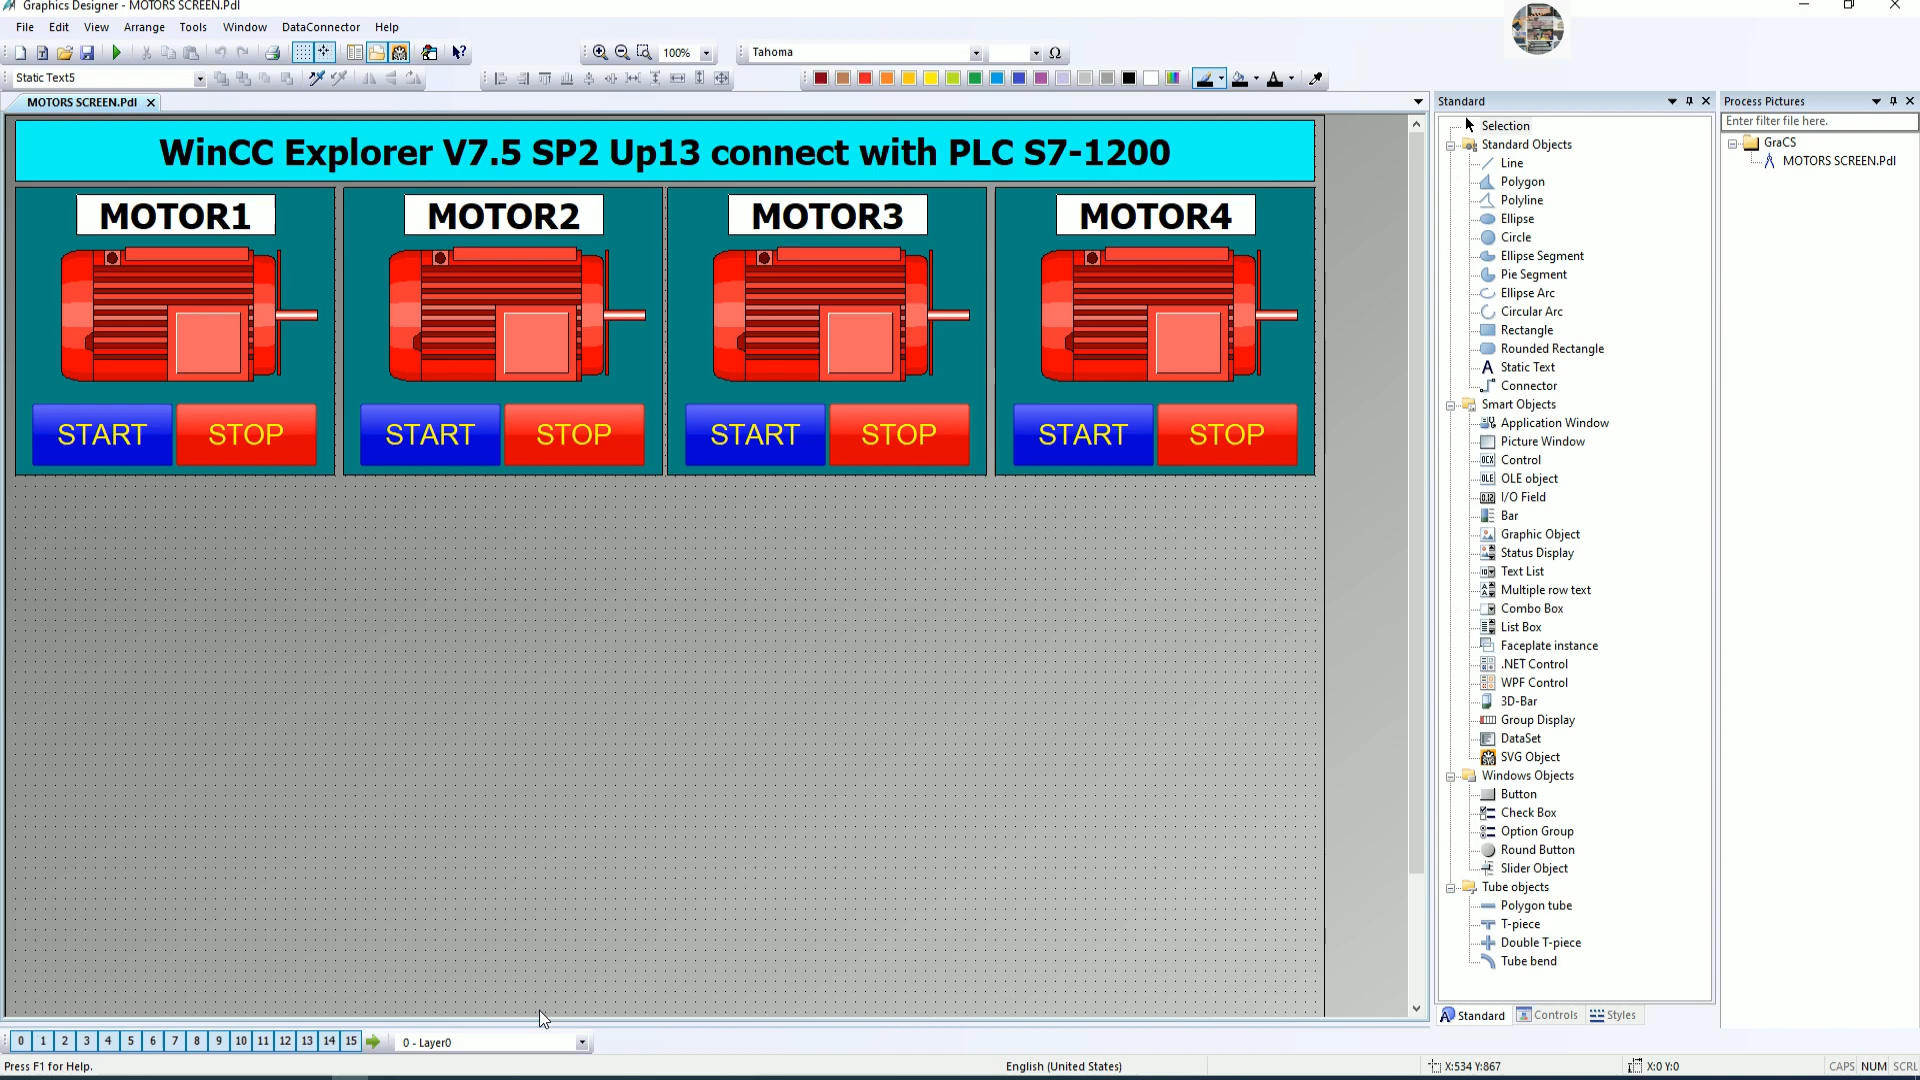 Graphics Designer - MOTORS SCREEN.Pdl
File Edit View Arrange Tools Window DataConnector Help
100% Tahoma Ω
Static Text5
MOTORS SCREEN.Pdl
WinCC Explorer V7.5 SP2 Up13 connect with PLC S7-1200
MOTOR1 MOTOR2 MOTOR3 MOTOR4
START STOP START STOP START STOP START STOP
Standard
Selection
Standard Objects
Line
Polygon
Polyline
Ellipse
Circle
Ellipse Segment
Pie Segment
Ellipse Arc
Circular Arc
Rectangle
Rounded Rectangle
Static Text
Connector
Smart Objects
Application Window
Picture Window
Control
OLE object
I/O Field
Bar
Graphic Object
Status Display
Text List
Multiple row text
Combo Box
List Box
Faceplate instance
.NET Control
WPF Control
3D-Bar
Group Display
DataSet
SVG Object
Windows Objects
Button
Check Box
Option Group
Round Button
Slider Object
Tube objects
Polygon tube
T-piece
Double T-piece
Tube bend
Standard Controls Styles
Process Pictures
Enter filter file here.
GraCS
MOTORS SCREEN.Pdl
0 1 2 3 4 5 6 7 8 9 10 11 12 13 14 15 0 - Layer0
Press F1 for Help. English (United States) X:534 Y:867 X:0 Y:0 CAPS NUM SCRL